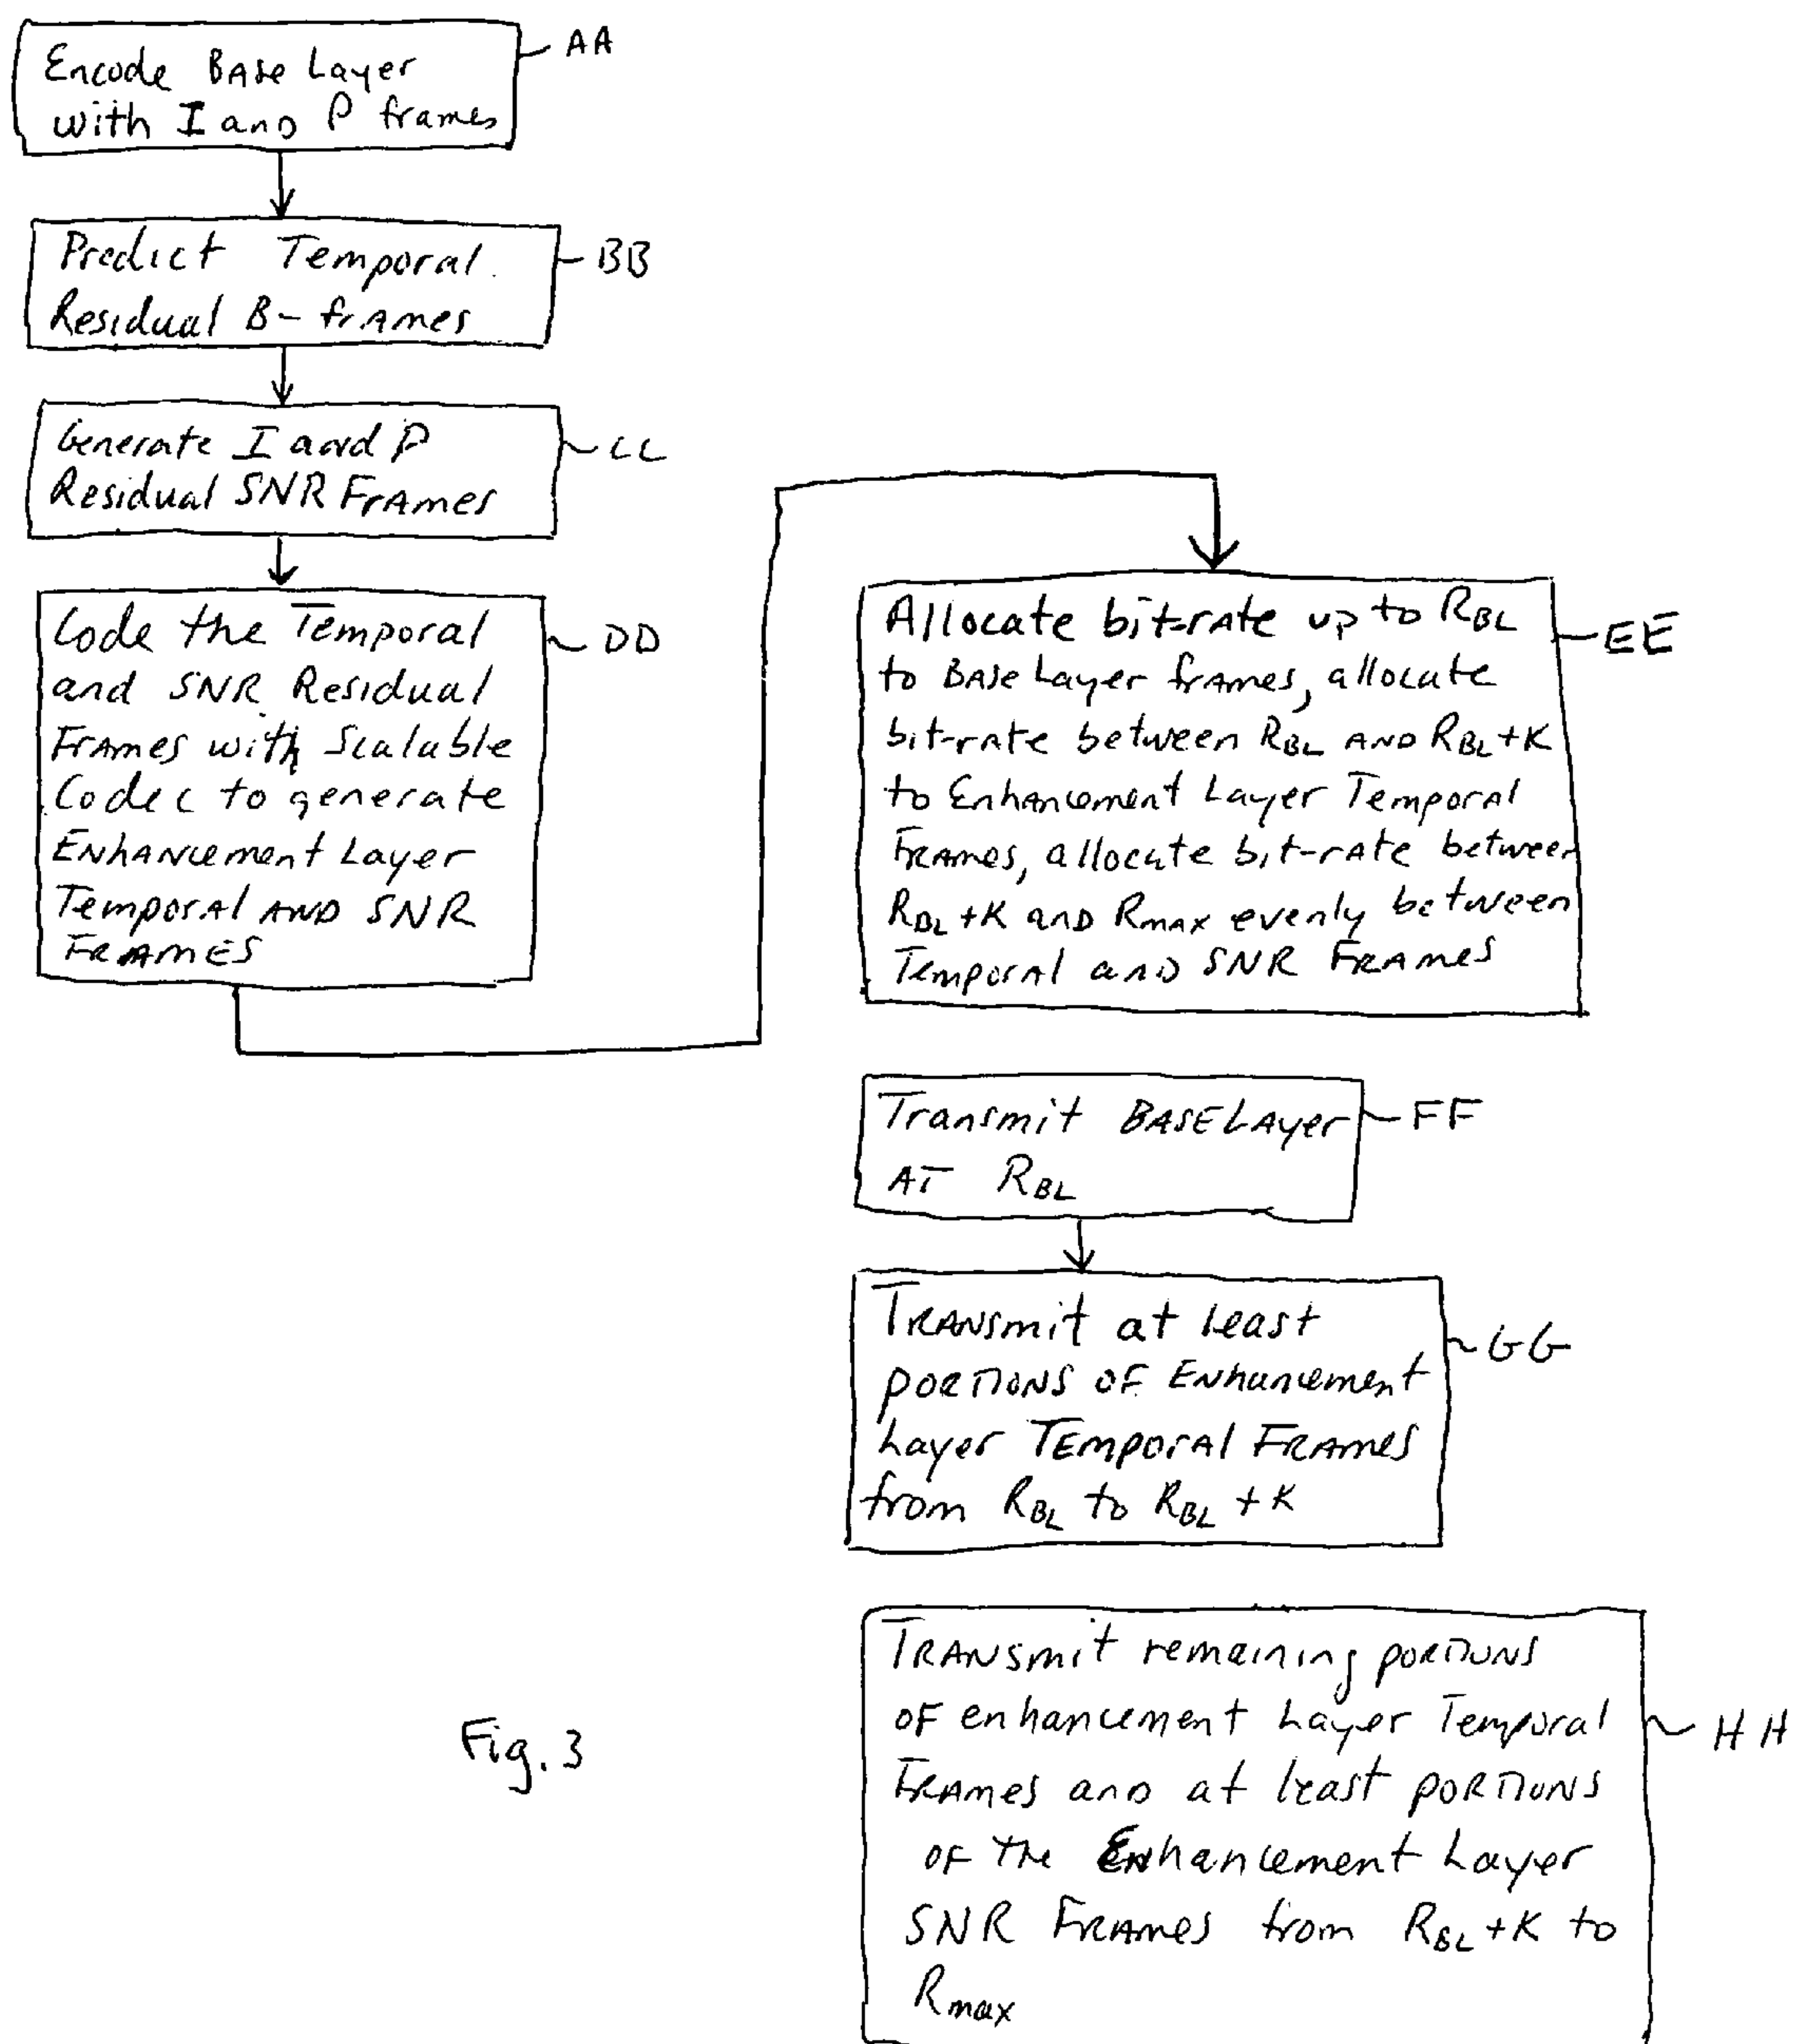 Encode Base Layer
with I and P frames
AA
Predict Temporal
Residual B-frames
BB
Generate I and P
Residual SNR Frames
CC
Code the Temporal
and SNR Residual
Frames with Scalable
Codec to generate
Enhancement Layer
Temporal AND SNR
FRAMES
DD
Allocate bit-rate up to RBL
to Base Layer frames, allocate
bit-rate between RBL AND RBL+K
to Enhancement Layer Temporal
Frames, allocate bit-rate between
RBL+K and Rmax evenly between
Temporal and SNR Frames
EE
Transmit BASE Layer
AT RBL
FF
Transmit at least
portions of Enhancement
Layer Temporal Frames
from RBL to RBL+K
GG
Transmit remaining portions
of enhancement Layer Temporal
Frames and at least portions
of the Enhancement Layer
SNR Frames from RBL+K to
Rmax
HH
Fig. 3